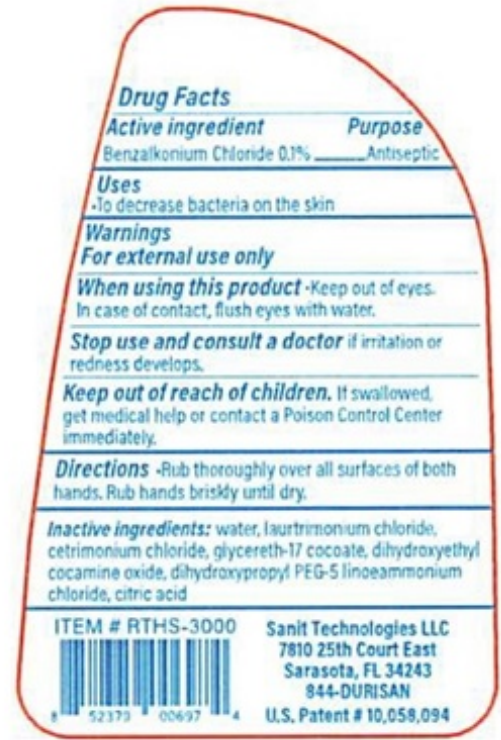 Drug Facts
Active ingredient Purpose
Benzalkonium Chloride 0.1% ______Antiseptic
Uses
•To decrease bacteria on the skin
Warnings
For external use only
When using this product •Keep out of eyes.
In case of contact, flush eyes with water.
Stop use and consult a doctor if irritation or
redness develops.
Keep out of reach of children. If swallowed,
get medical help or contact a Poison Control Center
immediately.
Directions •Rub thoroughly over all surfaces of both
hands. Rub hands briskly until dry.
Inactive ingredients: water, laurtrimonium chloride,
cetrimonium chloride, glycereth-17 cocoate, dihydroxyethyl
cocamine oxide, dihydroxypropyl PEG-5 linoeammonium
chloride, citric acid
ITEM # RTHS-3000
8 52379 00697 4
Sanit Technologies LLC
7810 25th Court East
Sarasota, FL 34243
844-DURISAN
U.S. Patent # 10,058,094